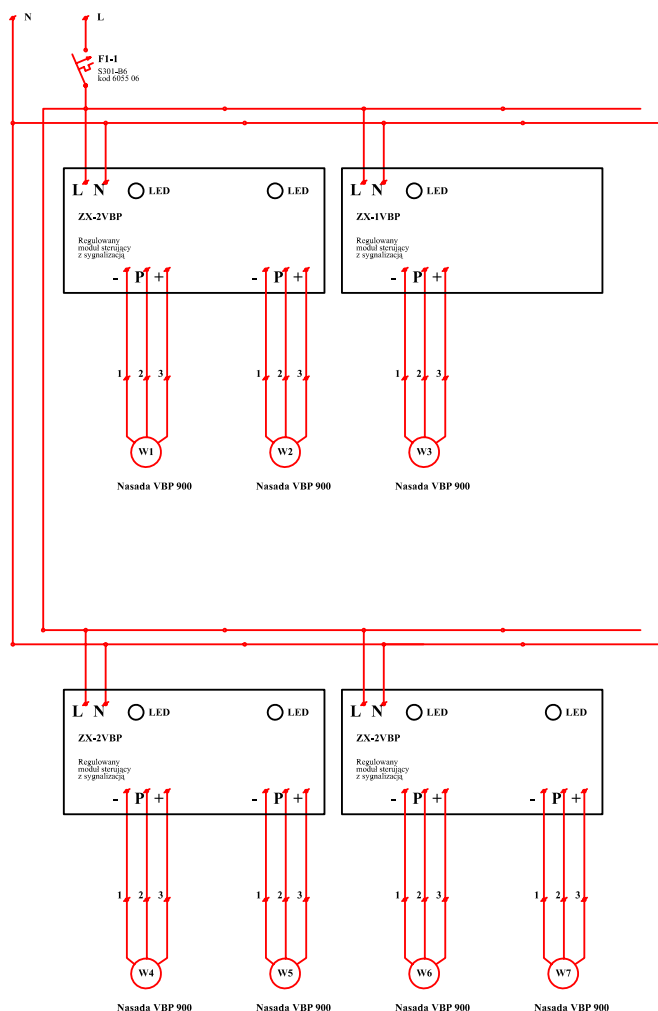 N L
F1-1
S301-B6
kod 6055 06
L N LED LED
ZX-2VBP
Regulowany
moduł sterujący
z sygnalizacją
- P + - P +
L N LED
ZX-1VBP
Regulowany
moduł sterujący
z sygnalizacją
- P +
1 2 3 1 2 3 1 2 3
W1 W2 W3
Nasada VBP 900 Nasada VBP 900 Nasada VBP 900
L N LED LED
ZX-2VBP
Regulowany
moduł sterujący
z sygnalizacją
- P + - P +
L N LED LED
ZX-2VBP
Regulowany
moduł sterujący
z sygnalizacją
- P + - P +
1 2 3 1 2 3 1 2 3 1 2 3
W4 W5 W6 W7
Nasada VBP 900 Nasada VBP 900 Nasada VBP 900 Nasada VBP 900